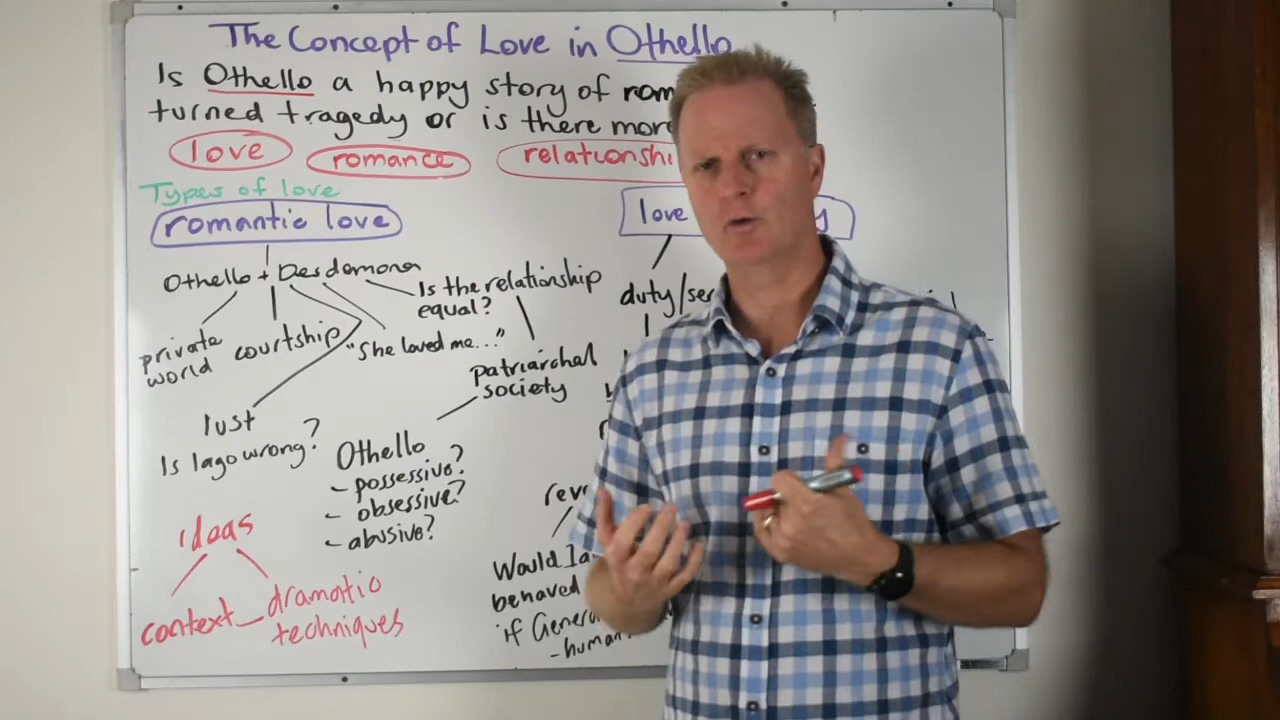 The Concept of Love in Othello
Is Othello a happy story of rom
turned tragedy or is there more
love romance relationshi
Types of love
romantic love
love y
Othello + Desdemona
Is the relationship
equal?
duty/ser
private
world
courtship
"She loved me..."
patriarchal
society
lust
Is Iago wrong?
Othello
- possessive?
- obsessive?
- abusive?
reve
Would Ia
behaved
if Genera
- human
ideas
context dramatic
techniques